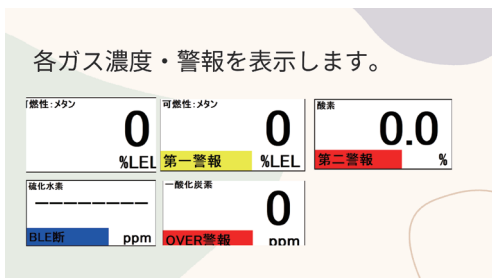 各ガス濃度・警報を表示します。
可燃性:メタン
0
%LEL
可燃性:メタン
0
第一警報 %LEL
酸素
0.0
第二警報 %
硫化水素
--------
BLE断 ppm
一酸化炭素
0
OVER警報 ppm